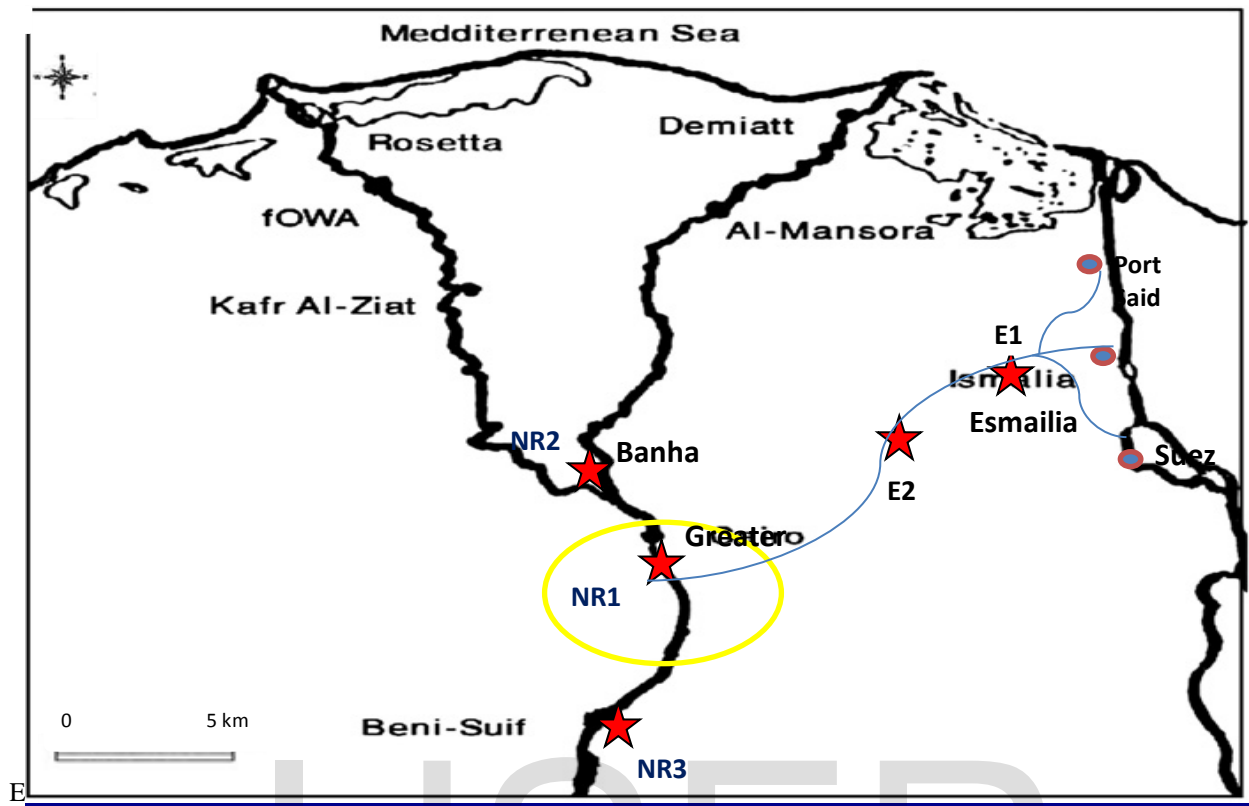 Medditerrenean Sea
Rosetta
Demiatt
fOWA
Al-Mansora
Kafr Al-Ziat
Port
E1
Ismalia
Esmailia
NR2
Banha
Suez
E2
Greater
NR1
0 5 km
Beni-Suif
NR3
E